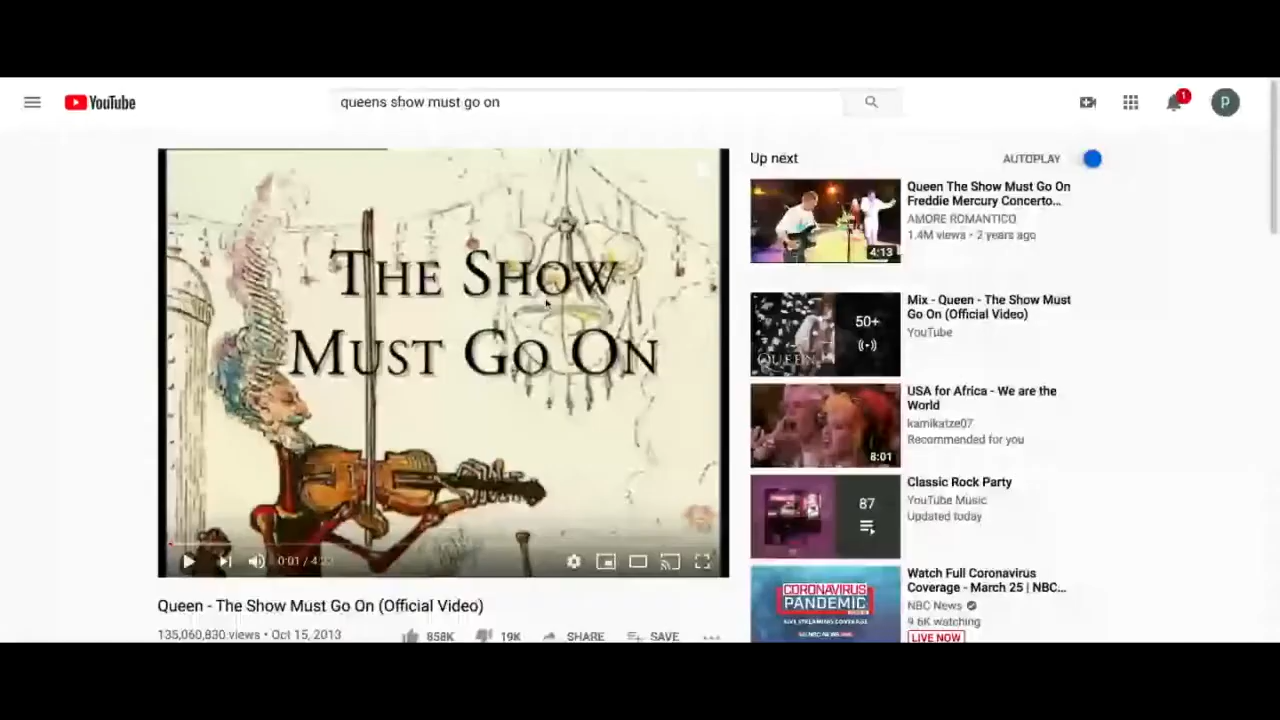 YouTube
queens show must go on
1
P
THE SHOW
MUST GO ON
Queen - The Show Must Go On (Official Video)
135,060,830 views • Oct 15, 2013
858K
19K
SHARE
SAVE
Up next
AUTOPLAY
Queen The Show Must Go On
Freddie Mercury Concerto...
AMORE ROMANTICO
1.4M views • 2 years ago
4:13
Mix - Queen - The Show Must
Go On (Official Video)
YouTube
50+
QUEEN
USA for Africa - We are the
World
kamikatze07
Recommended for you
8:01
Classic Rock Party
YouTube Music
Updated today
87
Watch Full Coronavirus
Coverage - March 25 | NBC...
NBC News
9.6K watching
LIVE NOW
CORONAVIRUS
PANDEMIC